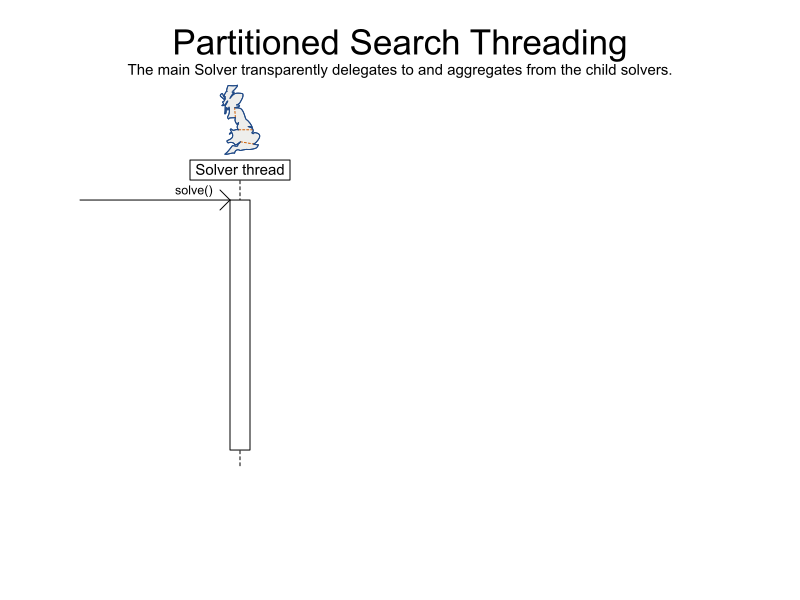 Partitioned Search Threading
The main Solver transparently delegates to and aggregates from the child solvers.
Solver thread
solve()